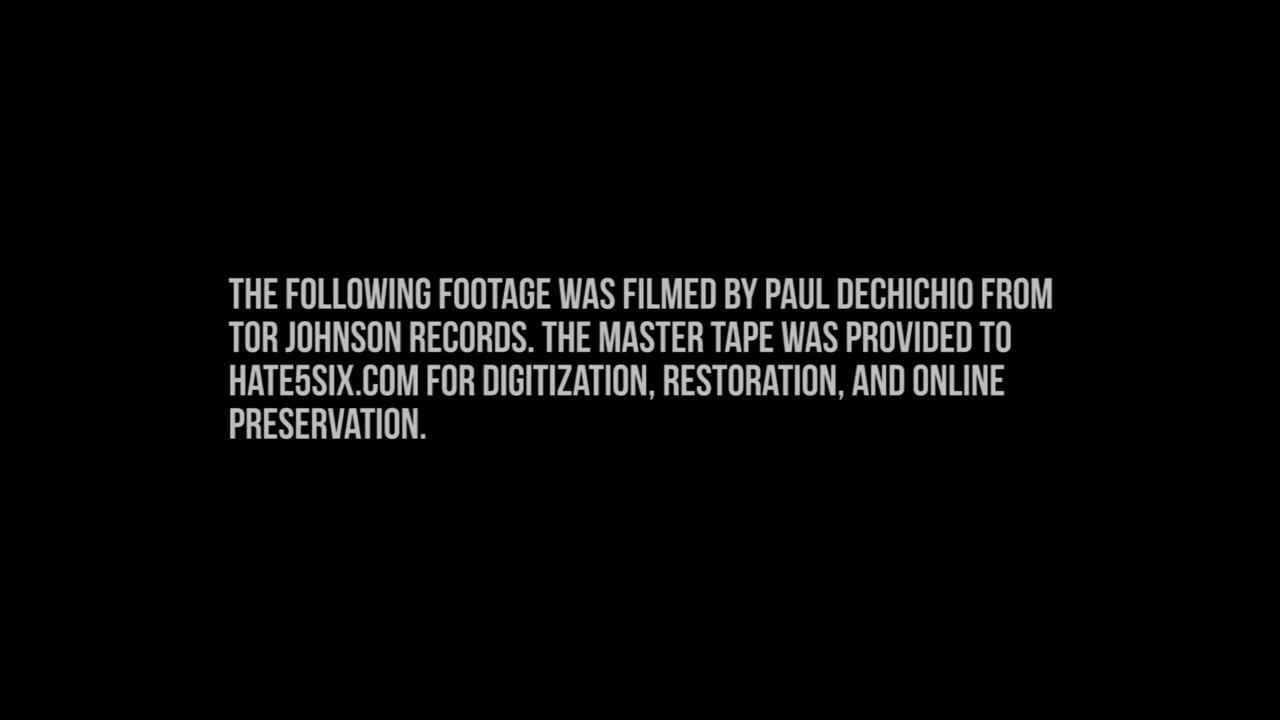 THE FOLLOWING FOOTAGE WAS FILMED BY PAUL DECHICHIO FROM
TOR JOHNSON RECORDS. THE MASTER TAPE WAS PROVIDED TO
HATE5SIX.COM FOR DIGITIZATION, RESTORATION, AND ONLINE
PRESERVATION.